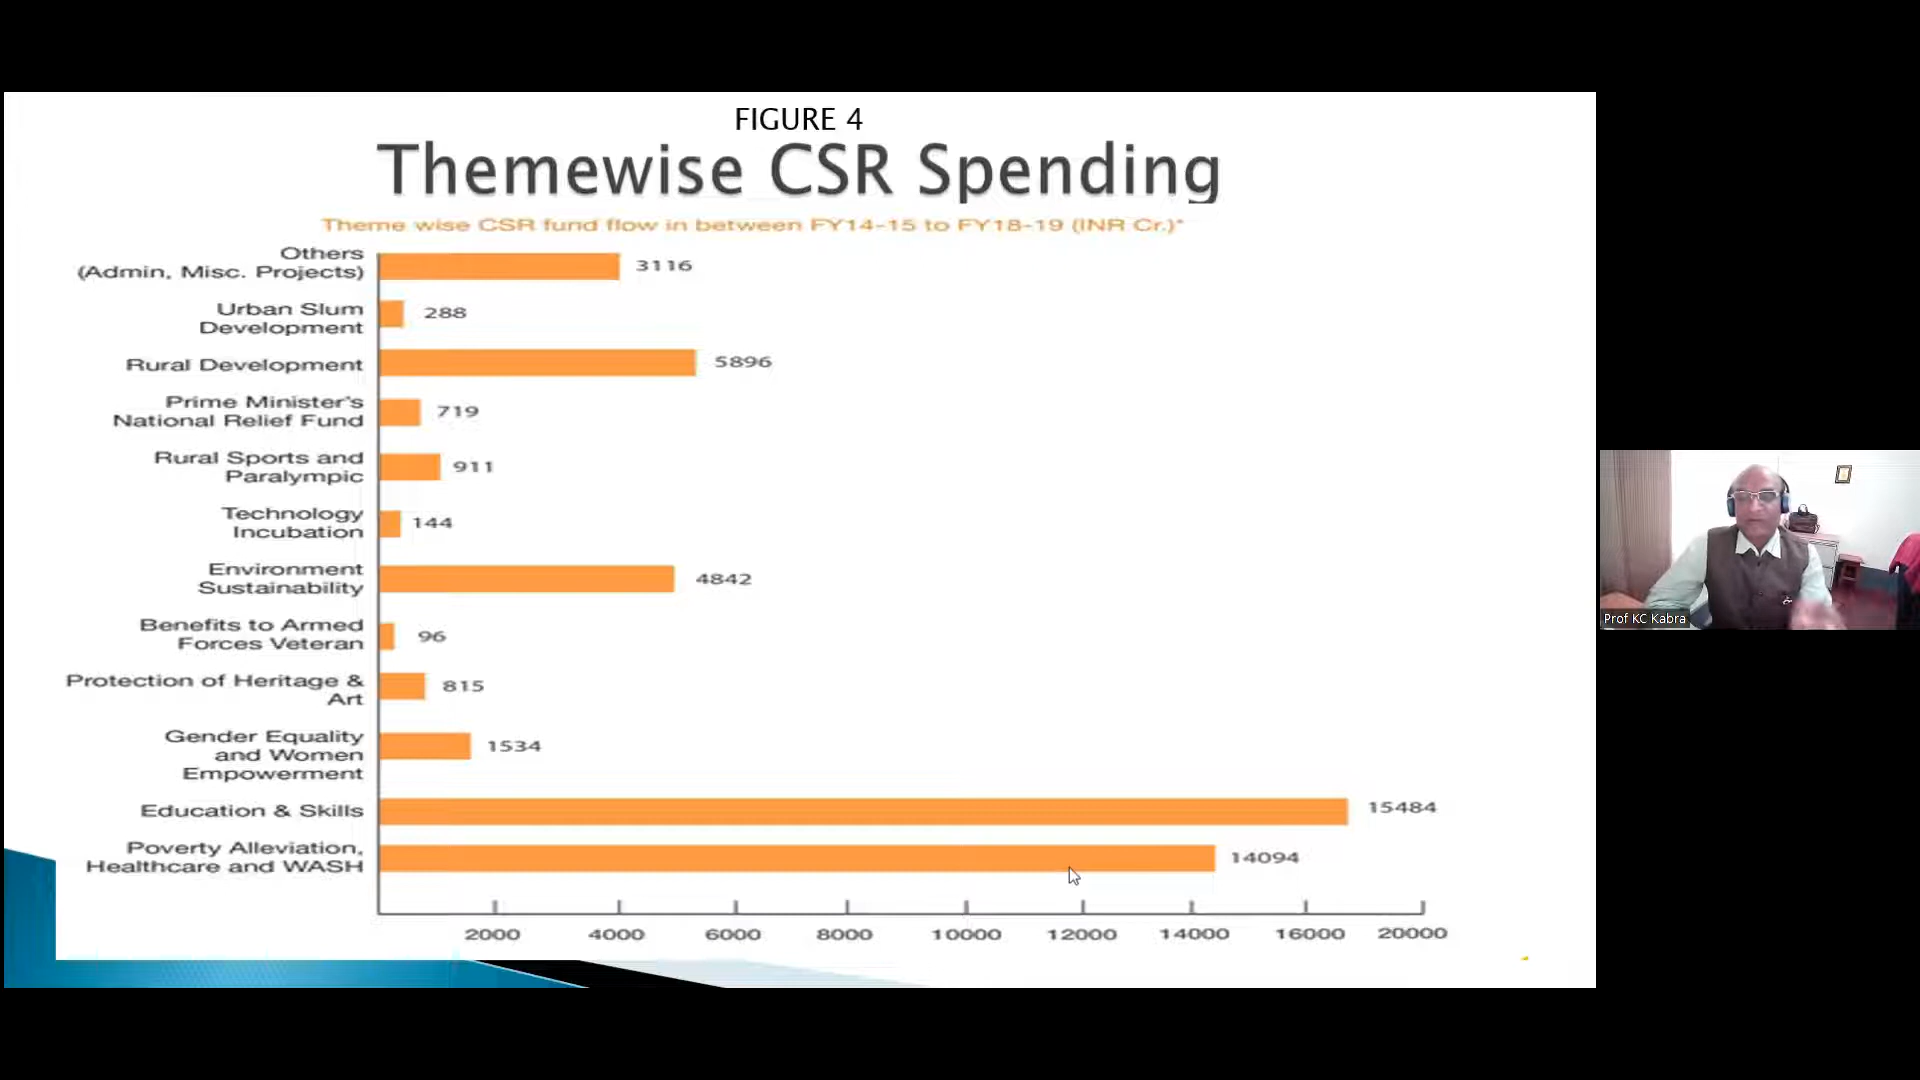 FIGURE 4
Themewise CSR Spending
Theme wise CSR fund flow in between FY14-15 to FY18-19 (INR Cr.)*
Others
(Admin, Misc. Projects)
3116
Urban Slum
Development
288
Rural Development
5896
Prime Minister's
National Relief Fund
719
Rural Sports and
Paralympic
911
Technology
Incubation
144
Environment
Sustainability
4842
Benefits to Armed
Forces Veteran
96
Protection of Heritage &
Art
815
Gender Equality
and Women
Empowerment
1534
Education & Skills
15484
Poverty Alleviation,
Healthcare and WASH
14094
2000 4000 6000 8000 10000 12000 14000 16000 20000
Prof KC Kabra